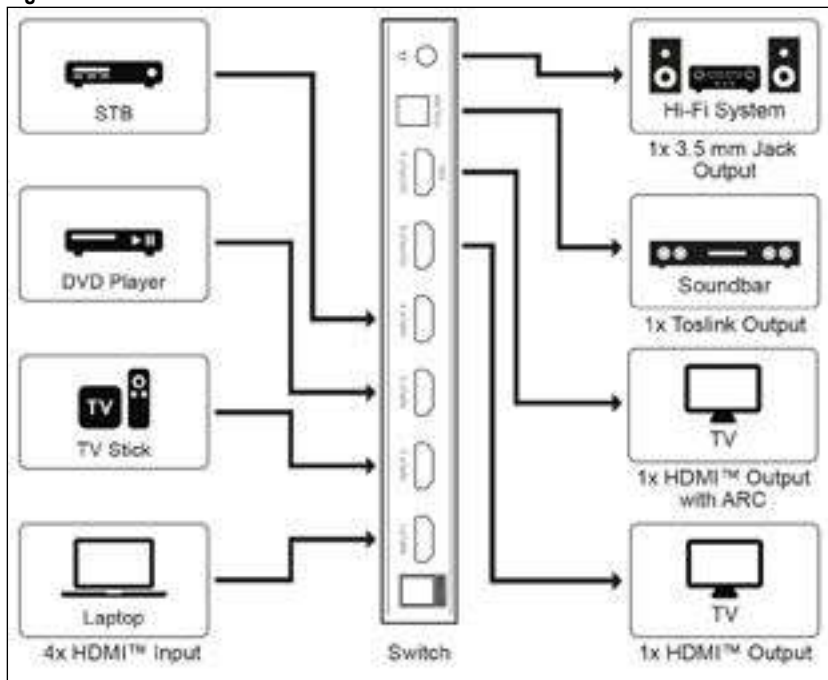 STB
DVD Player
TV
TV Stick
Laptop
4x HDMI™ Input
Switch
Hi-Fi System
1x 3.5 mm Jack
Output
Soundbar
1x Toslink Output
TV
1x HDMI™ Output
with ARC
TV
1x HDMI™ Output